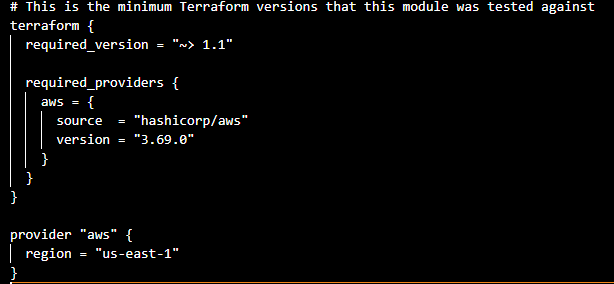 # This is the minimum Terraform versions that this module was tested against
terraform {
  required_version = "~> 1.1"
  required_providers {
    aws = {
      source  = "hashicorp/aws"
      version = "3.69.0"
    }
  }
}
provider "aws" {
  region = "us-east-1"
}